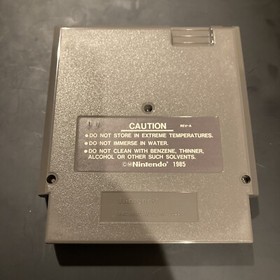 CAUTION REV-A
•DO NOT STORE IN EXTREME TEMPERATURES.
•DO NOT IMMERSE IN WATER.
•DO NOT CLEAN WITH BENZENE, THINNER,
ALCOHOL OR OTHER SUCH SOLVENTS.
©Nintendo 1985